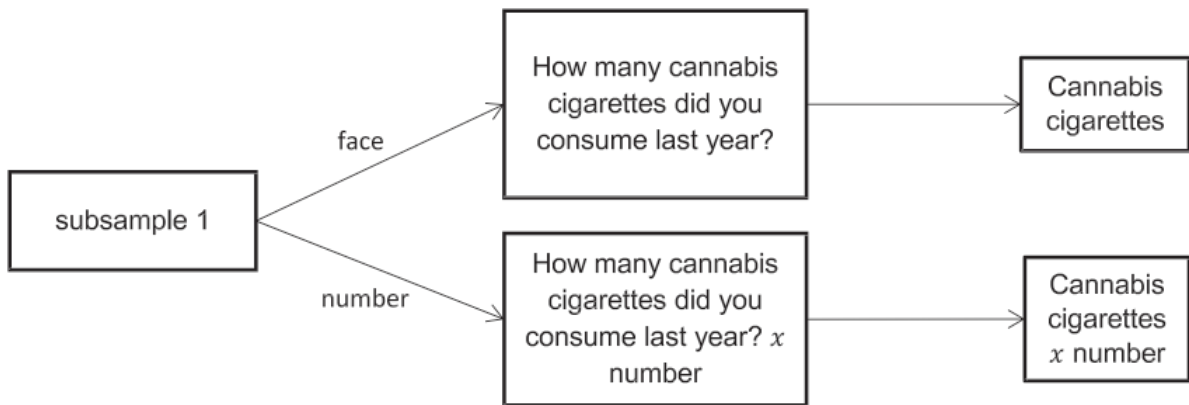 subsample 1
face
number
How many cannabis
cigarettes did you
consume last year?
Cannabis
cigarettes
How many cannabis
cigarettes did you
consume last year? x
number
Cannabis
cigarettes
x number